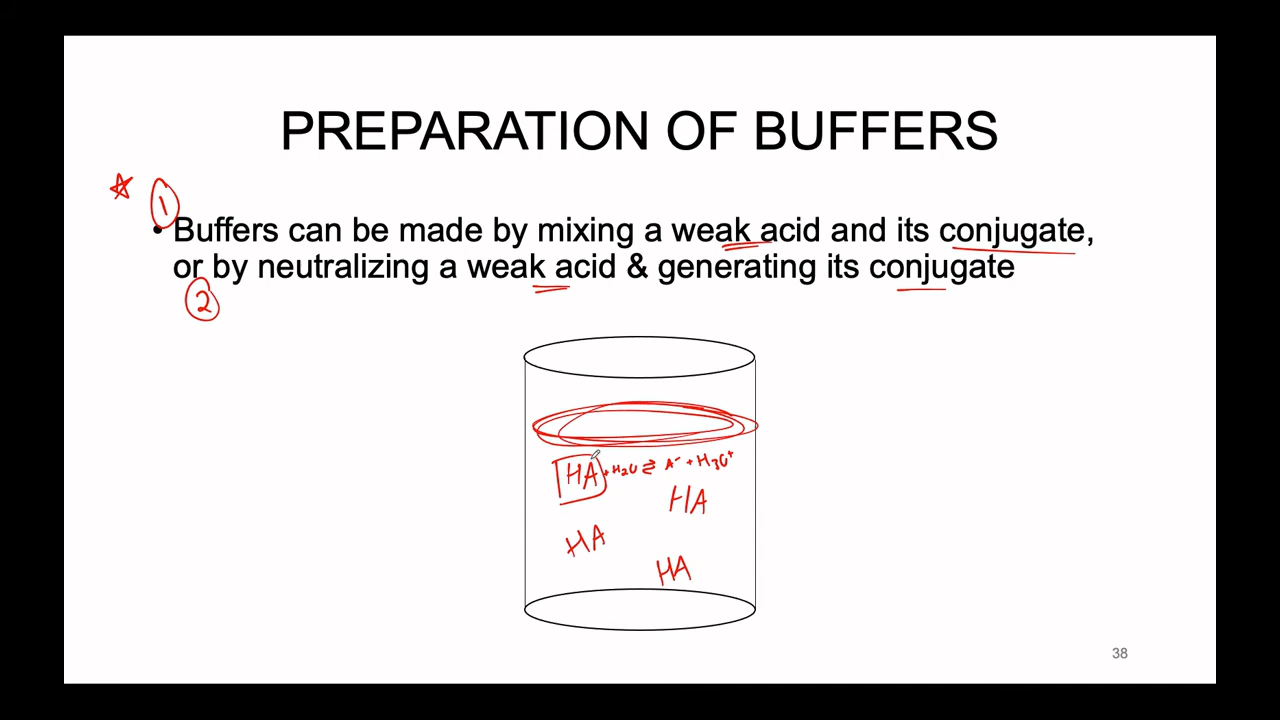 PREPARATION OF BUFFERS
1
• Buffers can be made by mixing a weak acid and its conjugate,
or by neutralizing a weak acid & generating its conjugate
2
HA + H2O ⇌ A⁻ + H3O⁺
HA
HA
HA
38